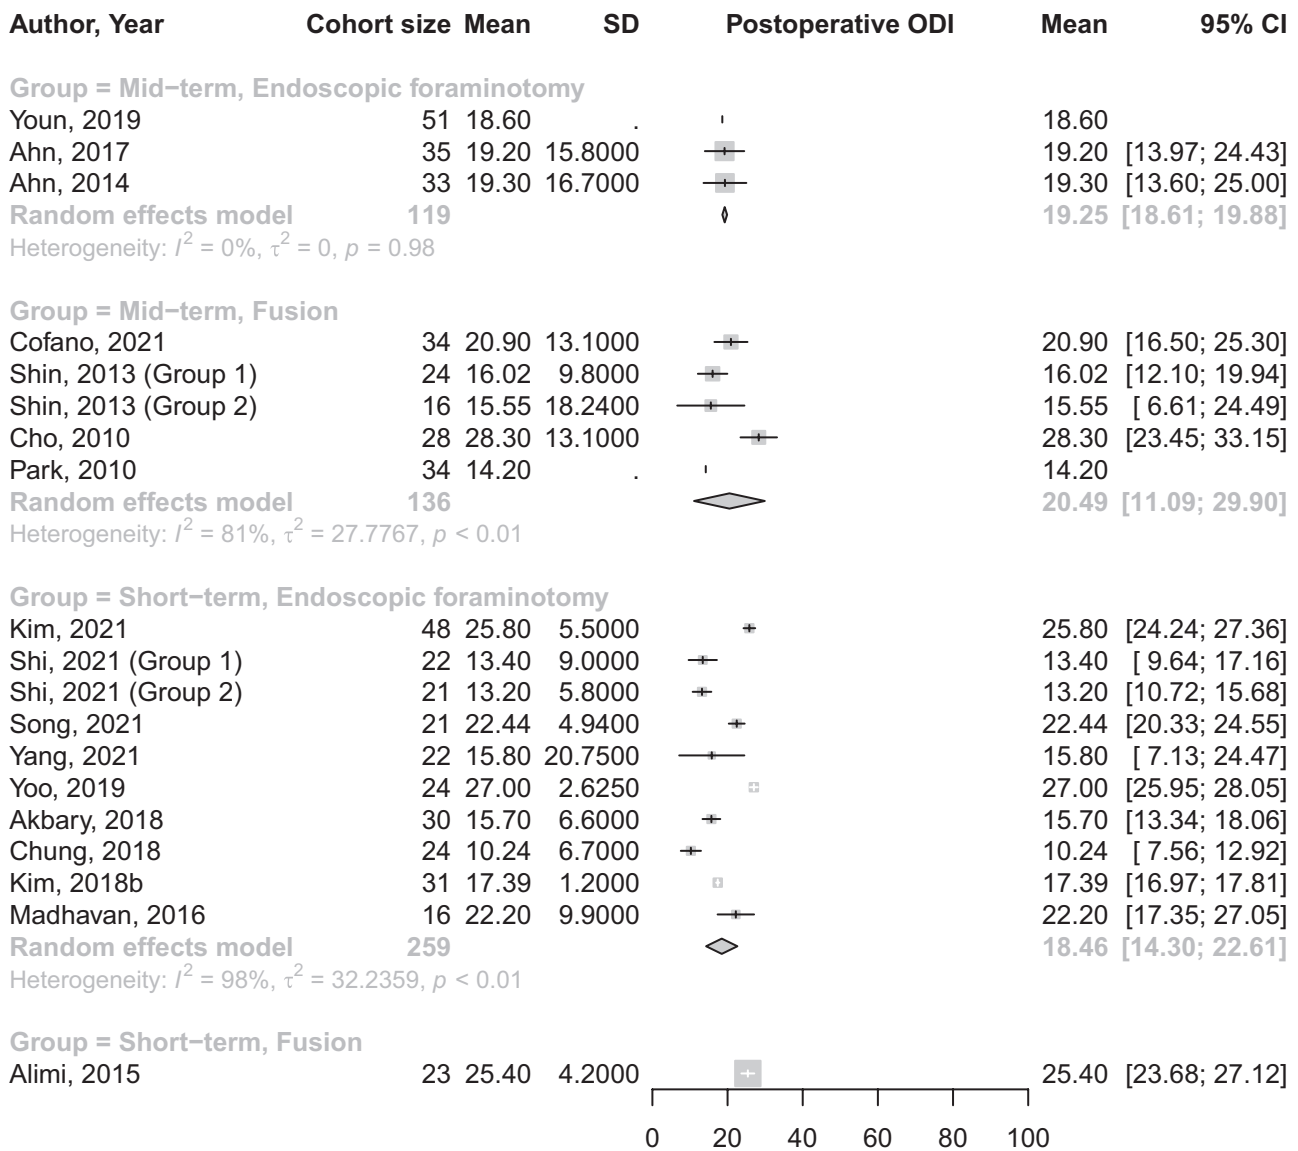 Author, Year Cohort size Mean SD Postoperative ODI Mean 95% CI
Group = Mid−term, Endoscopic foraminotomy
Youn, 2019 51 18.60 . 18.60
Ahn, 2017 35 19.20 15.8000 19.20 [13.97; 24.43]
Ahn, 2014 33 19.30 16.7000 19.30 [13.60; 25.00]
Random effects model 119 19.25 [18.61; 19.88]
Heterogeneity: I² = 0%, τ² = 0, p = 0.98
Group = Mid−term, Fusion
Cofano, 2021 34 20.90 13.1000 20.90 [16.50; 25.30]
Shin, 2013 (Group 1) 24 16.02 9.8000 16.02 [12.10; 19.94]
Shin, 2013 (Group 2) 16 15.55 18.2400 15.55 [ 6.61; 24.49]
Cho, 2010 28 28.30 13.1000 28.30 [23.45; 33.15]
Park, 2010 34 14.20 . 14.20
Random effects model 136 20.49 [11.09; 29.90]
Heterogeneity: I² = 81%, τ² = 27.7767, p < 0.01
Group = Short−term, Endoscopic foraminotomy
Kim, 2021 48 25.80 5.5000 25.80 [24.24; 27.36]
Shi, 2021 (Group 1) 22 13.40 9.0000 13.40 [ 9.64; 17.16]
Shi, 2021 (Group 2) 21 13.20 5.8000 13.20 [10.72; 15.68]
Song, 2021 21 22.44 4.9400 22.44 [20.33; 24.55]
Yang, 2021 22 15.80 20.7500 15.80 [ 7.13; 24.47]
Yoo, 2019 24 27.00 2.6250 27.00 [25.95; 28.05]
Akbary, 2018 30 15.70 6.6000 15.70 [13.34; 18.06]
Chung, 2018 24 10.24 6.7000 10.24 [ 7.56; 12.92]
Kim, 2018b 31 17.39 1.2000 17.39 [16.97; 17.81]
Madhavan, 2016 16 22.20 9.9000 22.20 [17.35; 27.05]
Random effects model 259 18.46 [14.30; 22.61]
Heterogeneity: I² = 98%, τ² = 32.2359, p < 0.01
Group = Short−term, Fusion
Alimi, 2015 23 25.40 4.2000 25.40 [23.68; 27.12]
0 20 40 60 80 100